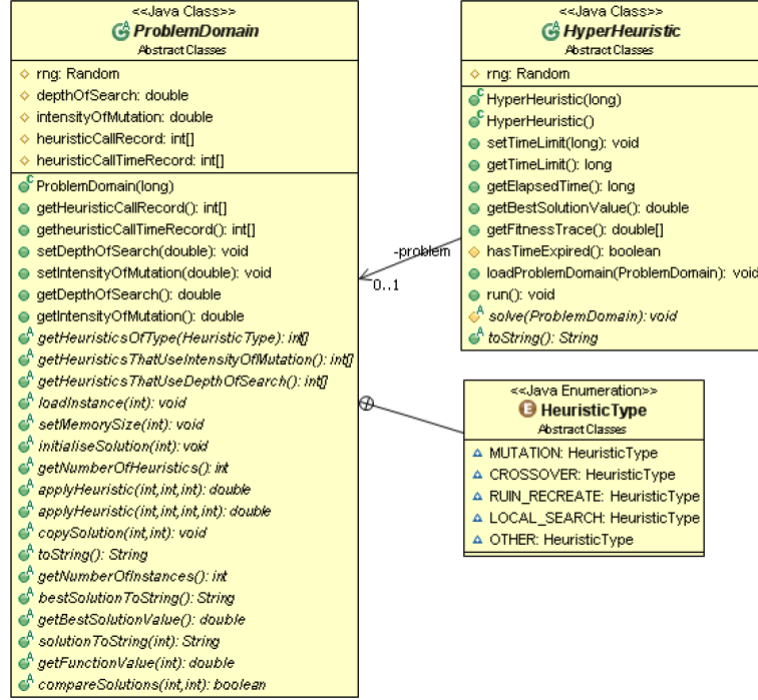 <<Java Class>>
ProblemDomain
Abstract Classes
rng: Random
depthOfSearch: double
intensityOfMutation: double
heuristicCallRecord: int[]
heuristicCallTimeRecord: int[]
ProblemDomain(long)
getHeuristicCallRecord(): int[]
getheuristicCallTimeRecord(): int[]
setDepthOfSearch(double): void
setIntensityOfMutation(double): void
getDepthOfSearch(): double
getIntensityOfMutation(): double
getHeuristicsOfType(HeuristicType): int[]
getHeuristicsThatUseIntensityOfMutation(): int[]
getHeuristicsThatUseDepthOfSearch(): int[]
loadInstance(int): void
setMemorySize(int): void
initialiseSolution(int): void
getNumberOfHeuristics(): int
applyHeuristic(int,int,int): double
applyHeuristic(int,int,int,int): double
copySolution(int,int): void
toString(): String
getNumberOfInstances(): int
bestSolutionToString(): String
getBestSolutionValue(): double
solutionToString(int): String
getFunctionValue(int): double
compareSolutions(int,int): boolean
-problem
0..1
<<Java Class>>
HyperHeuristic
Abstract Classes
rng: Random
HyperHeuristic(long)
HyperHeuristic()
setTimeLimit(long): void
getTimeLimit(): long
getElapsedTime(): long
getBestSolutionValue(): double
getFitnessTrace(): double[]
hasTimeExpired(): boolean
loadProblemDomain(ProblemDomain): void
run(): void
solve(ProblemDomain): void
toString(): String
<<Java Enumeration>>
HeuristicType
Abstract Classes
MUTATION: HeuristicType
CROSSOVER: HeuristicType
RUIN_RECREATE: HeuristicType
LOCAL_SEARCH: HeuristicType
OTHER: HeuristicType